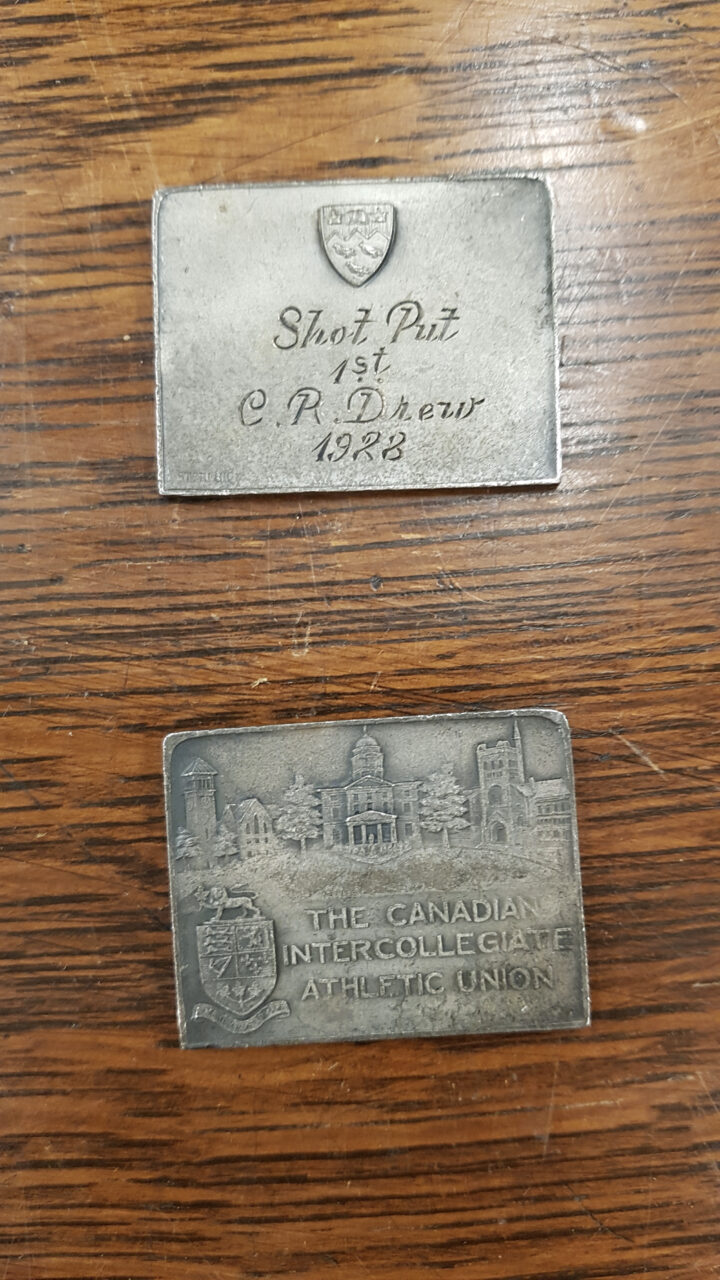 Shot Put
1st
C. R. Drew
1928
THE CANADIAN
INTERCOLLEGIATE
ATHLETIC UNION